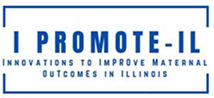 I PROMOTE-IL
INNOVATIONS TO IMPROVE MATERNAL
OUTCOMES IN ILLINOIS